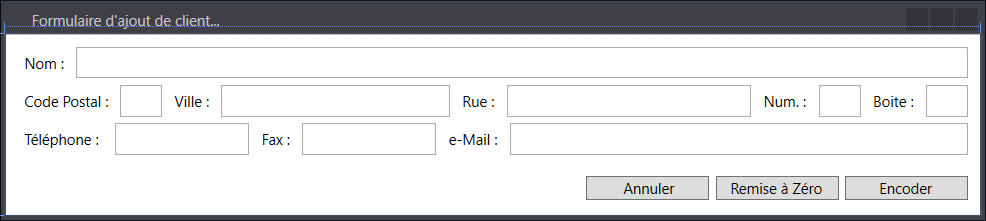 Formulaire d'ajout de client...
Nom :
Code Postal : Ville : Rue : Num. : Boite :
Téléphone : Fax : e-Mail :
Annuler Remise à Zéro Encoder